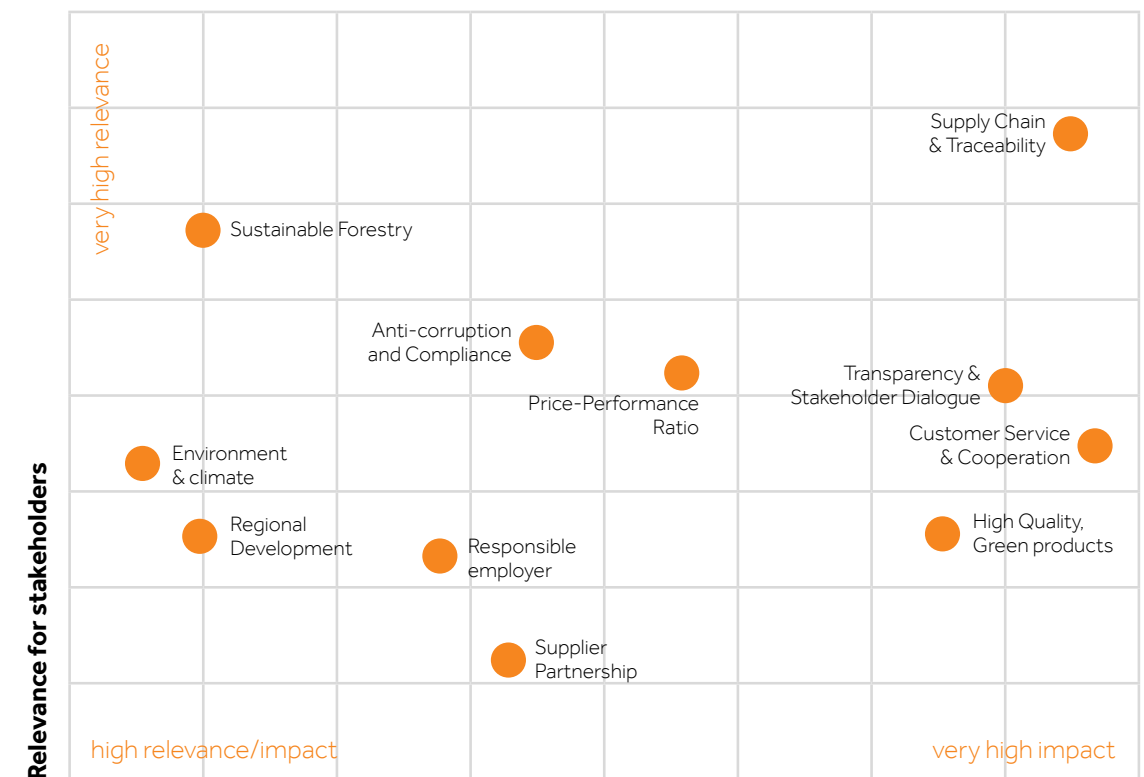 very high relevance
Supply Chain
& Traceability
Sustainable Forestry
Anti-corruption
and Compliance
Price-Performance
Ratio
Transparency &
Stakeholder Dialogue
Customer Service
& Cooperation
Environment
& climate
Regional
Development
Responsible
employer
High Quality,
Green products
Supplier
Partnership
Relevance for stakeholders
high relevance/impact
very high impact